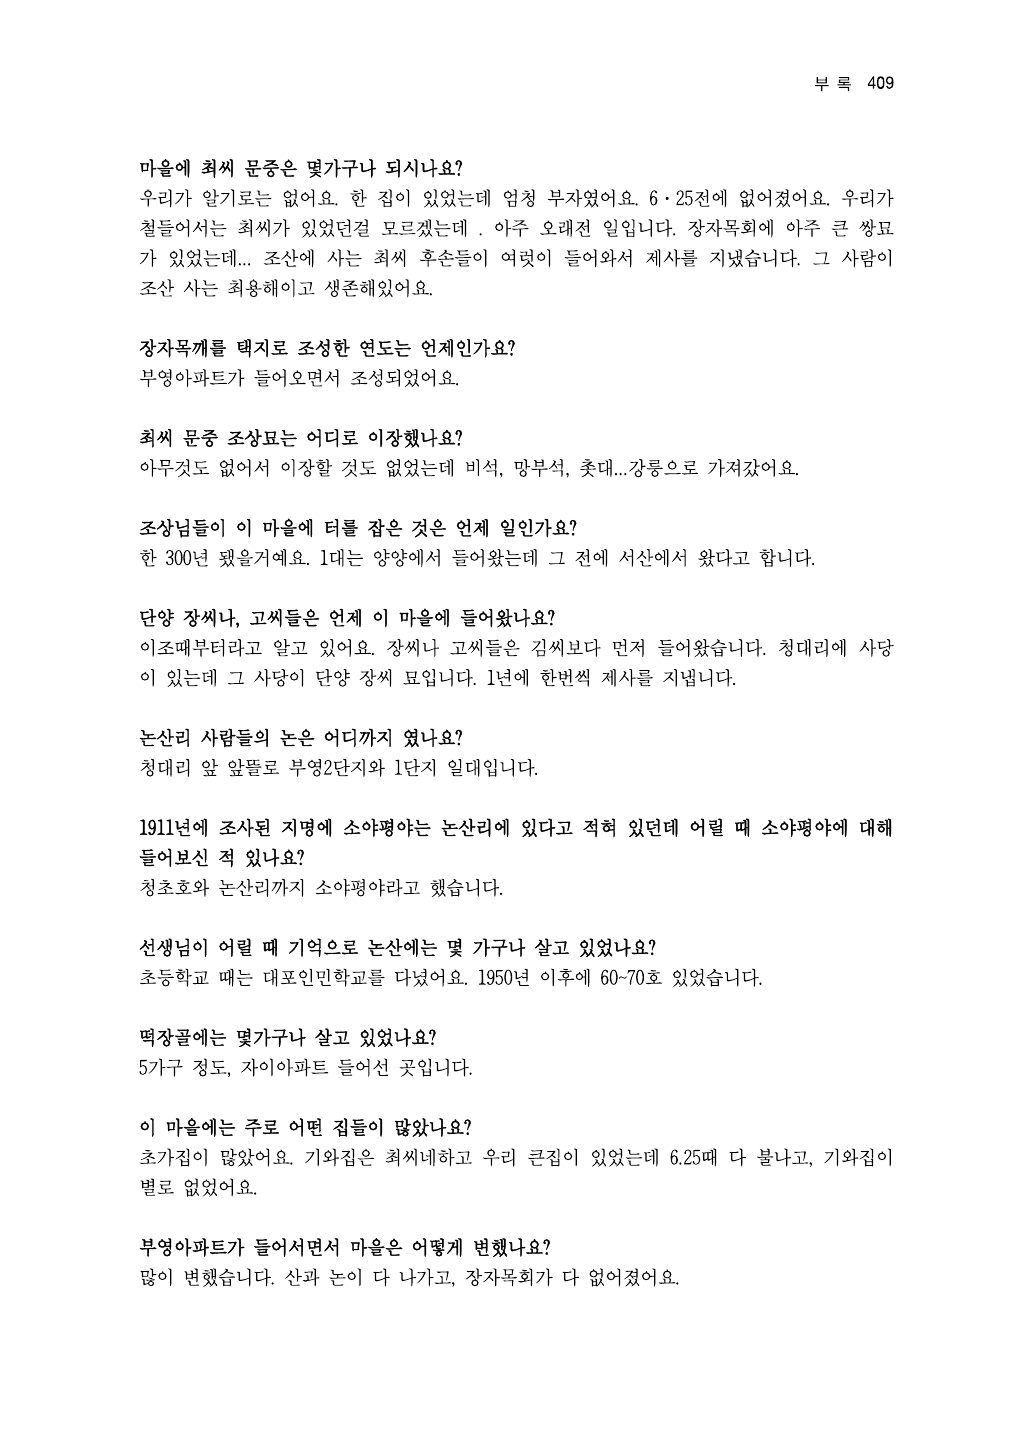 부 록 409
마을에 최씨 문중은 몇가구나 되시나요?
우리가 알기로는 없어요. 한 집이 있었는데 엄청 부자였어요. 6·25전에 없어졌어요. 우리가
철들어서는 최씨가 있었던걸 모르겠는데 . 아주 오래전 일입니다. 장자목회에 아주 큰 쌍묘
가 있었는데... 조산에 사는 최씨 후손들이 여럿이 들어와서 제사를 지냈습니다. 그 사람이
조산 사는 최용해이고 생존해있어요.
장자목깨를 택지로 조성한 연도는 언제인가요?
부영아파트가 들어오면서 조성되었어요.
최씨 문중 조상묘는 어디로 이장했나요?
아무것도 없어서 이장할 것도 없었는데 비석, 망부석, 촛대...강릉으로 가져갔어요.
조상님들이 이 마을에 터를 잡은 것은 언제 일인가요?
한 300년 됐을거예요. 1대는 양양에서 들어왔는데 그 전에 서산에서 왔다고 합니다.
단양 장씨나, 고씨들은 언제 이 마을에 들어왔나요?
이조때부터라고 알고 있어요. 장씨나 고씨들은 김씨보다 먼저 들어왔습니다. 청대리에 사당
이 있는데 그 사당이 단양 장씨 묘입니다. 1년에 한번씩 제사를 지냅니다.
논산리 사람들의 논은 어디까지 였나요?
청대리 앞 앞뜰로 부영2단지와 1단지 일대입니다.
1911년에 조사된 지명에 소야평야는 논산리에 있다고 적혀 있던데 어릴 때 소야평야에 대해
들어보신 적 있나요?
청초호와 논산리까지 소야평야라고 했습니다.
선생님이 어릴 때 기억으로 논산에는 몇 가구나 살고 있었나요?
초등학교 때는 대포인민학교를 다녔어요. 1950년 이후에 60~70호 있었습니다.
떡장골에는 몇가구나 살고 있었나요?
5가구 정도, 자이아파트 들어선 곳입니다.
이 마을에는 주로 어떤 집들이 많았나요?
초가집이 많았어요. 기와집은 최씨네하고 우리 큰집이 있었는데 6.25때 다 불나고, 기와집이
별로 없었어요.
부영아파트가 들어서면서 마을은 어떻게 변했나요?
많이 변했습니다. 산과 논이 다 나가고, 장자목회가 다 없어졌어요.